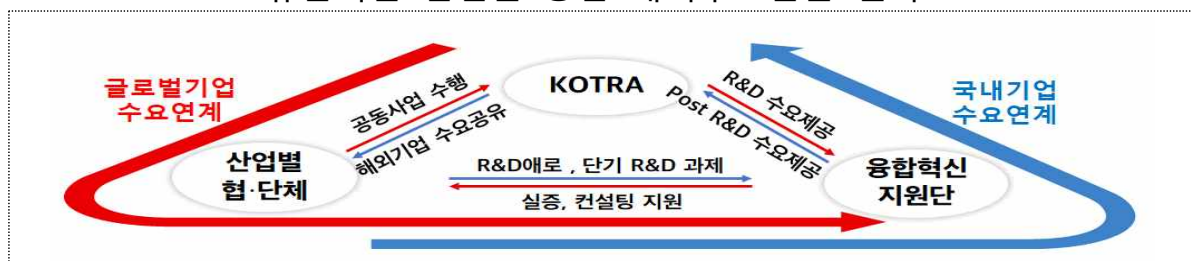 글로벌기업
수요연계
KOTRA
국내기업
수요연계
공동사업 수행
해외기업 수요공유
R&D 수요제공
Post R&D 수요제공
산업별
협·단체
R&D애로 , 단기 R&D 과제
실증, 컨설팅 지원
융합혁신
지원단